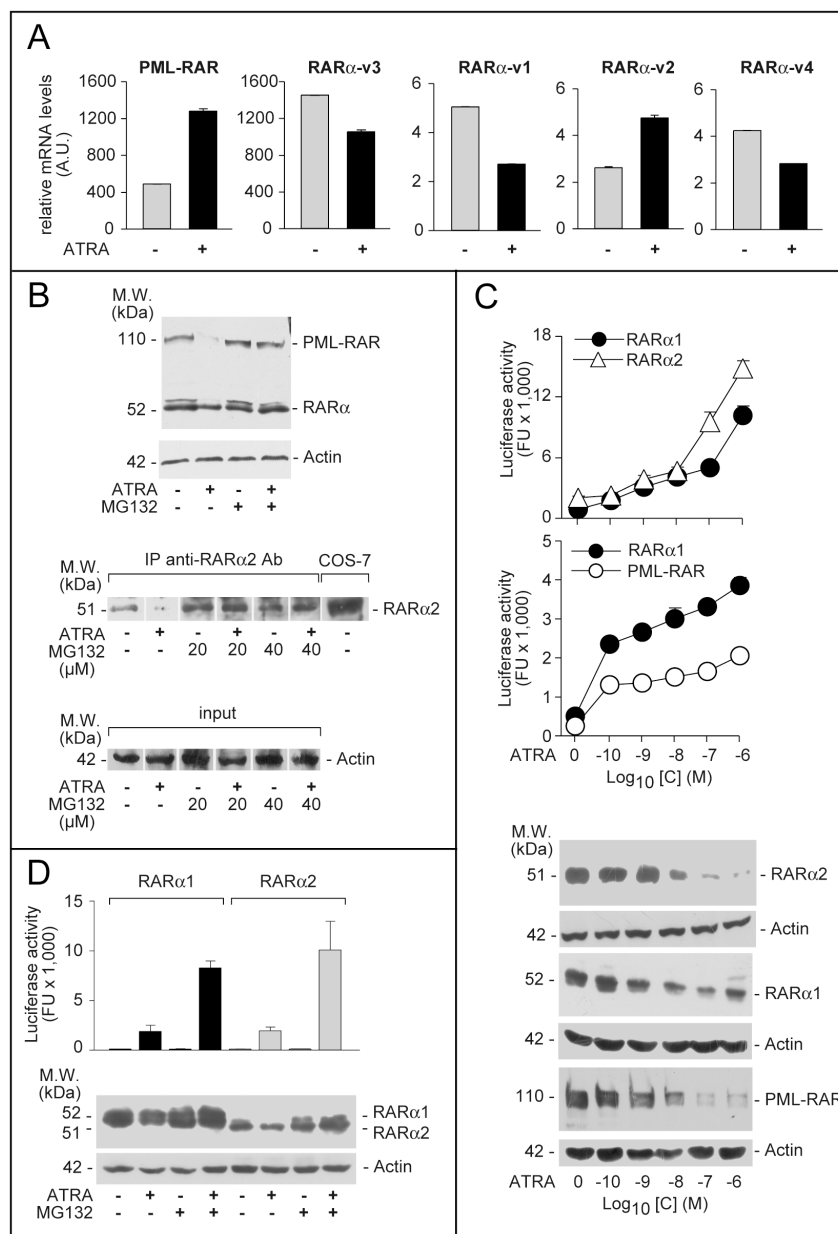 A
PML-RAR RARα-v3 RARα-v1 RARα-v2 RARα-v4
relative mRNA levels
(A.U.)
1600 1600 6 6 6
1200 1200
4 4 4
800 800
2 2 2
400 400
0 0 0 0 0
ATRA - + - + - + - + - +
B
M.W.
(kDa)
110 - - PML-RAR
52 - - RARα
42 - - Actin
ATRA - + - +
MG132 - - + +
M.W.
(kDa)
IP anti-RARα2 Ab COS-7
51 - - RARα2
ATRA - + - + - + -
MG132 - - 20 20 40 40 -
(μM)
M.W.
(kDa)
input
42 - -Actin
ATRA - + - + - +
MG132 - - 20 20 40 40
(μM)
C
Luciferase activity
(FU x 1,000)
18
12
6
0
RARα1
RARα2
Luciferase activity
(FU x 1,000)
5
4
3
2
1
0
RARα1
PML-RAR
ATRA 0 -10 -9 -8 -7 -6
Log10 [C] (M)
M.W.
(kDa)
51 - - RARα2
42 - - Actin
52 - - RARα1
42 - - Actin
110 - - PML-RAR
42 - - Actin
ATRA 0 -10 -9 -8 -7 -6
Log10 [C] (M)
D
RARα1 RARα2
Luciferase activity
(FU x 1,000)
15
10
5
0
M.W.
(kDa)
52 - - RARα1
51 - - RARα2
42 - - Actin
ATRA - + - + - + - +
MG132 - - + + - - + +